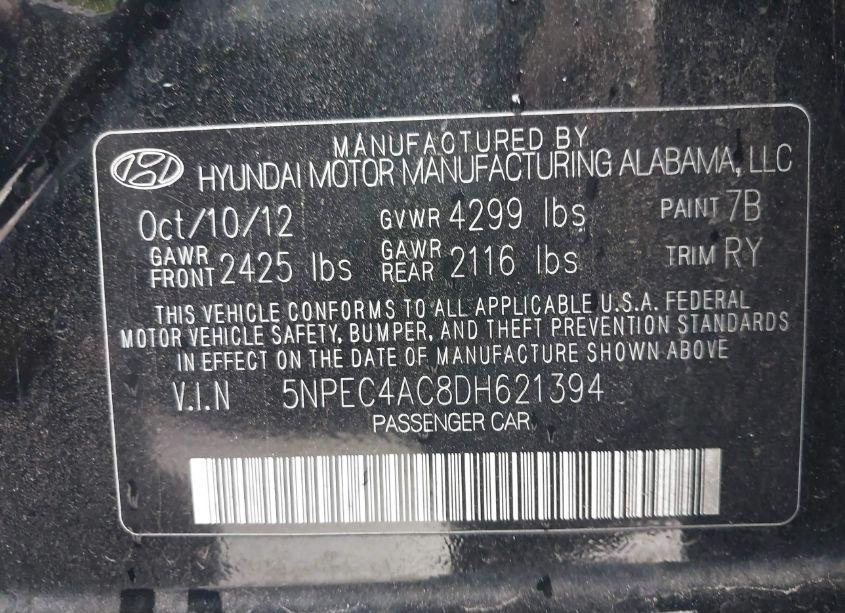 MANUFACTURED BY
HYUNDAI MOTOR MANUFACTURING ALABAMA, LLC
Oct/10/12 GVWR 4299 lbs PAINT 7B
GAWR FRONT 2425 lbs GAWR REAR 2116 lbs TRIM RY
THIS VEHICLE CONFORMS TO ALL APPLICABLE U.S.A. FEDERAL
MOTOR VEHICLE SAFETY, BUMPER, AND THEFT PREVENTION STANDARDS
IN EFFECT ON THE DATE OF MANUFACTURE SHOWN ABOVE
V.I.N 5NPEC4AC8DH621394
PASSENGER CAR